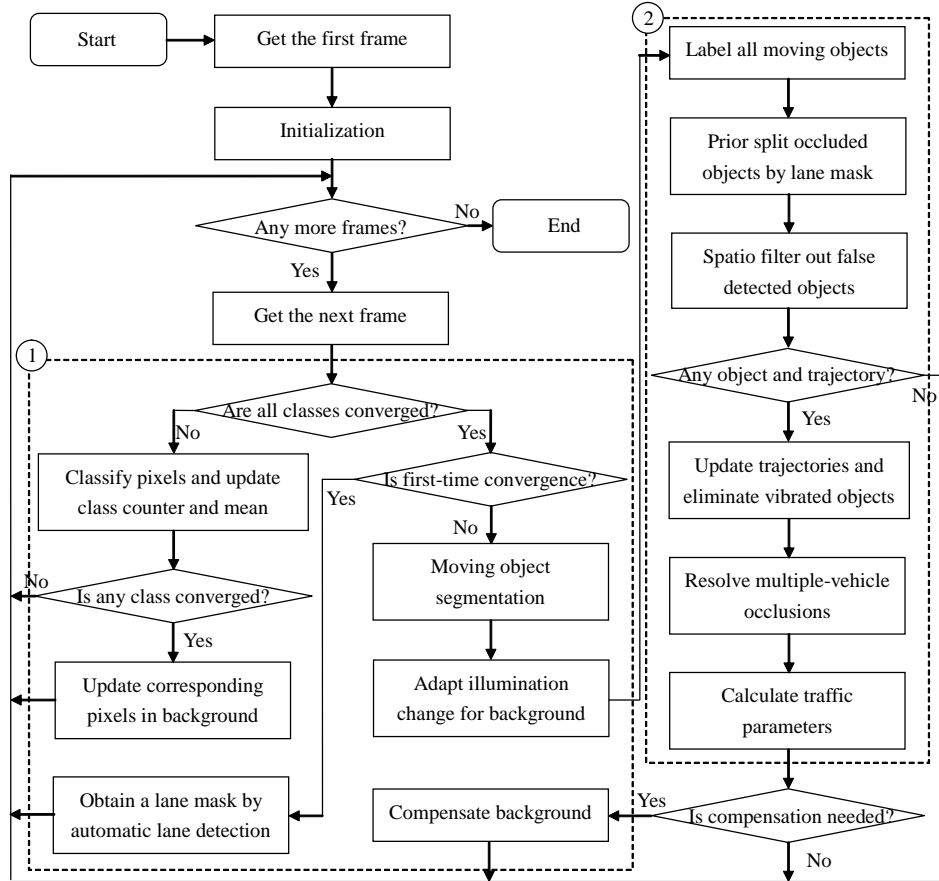 Start
Get the first frame
Initialization
Any more frames?
No
End
Yes
Get the next frame
1
Are all classes converged?
No
Yes
Classify pixels and update
class counter and mean
Is first-time convergence?
Yes
No
Is any class converged?
No
Yes
Moving object
segmentation
Update corresponding
pixels in background
Adapt illumination
change for background
Obtain a lane mask by
automatic lane detection
Compensate background
2
Label all moving objects
Prior split occluded
objects by lane mask
Spatio filter out false
detected objects
Any object and trajectory?
No
Yes
Update trajectories and
eliminate vibrated objects
Resolve multiple-vehicle
occlusions
Calculate traffic
parameters
Is compensation needed?
Yes
No